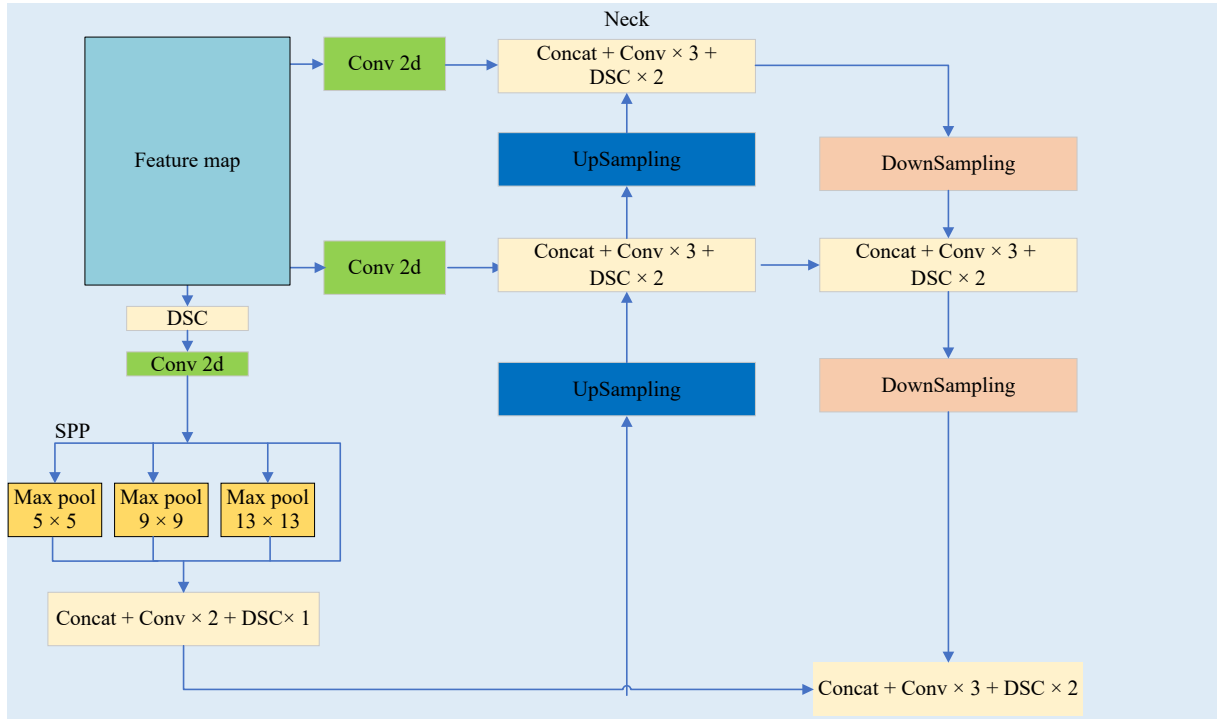 Neck
Conv 2d
Concat + Conv × 3 +
DSC × 2
Feature map
UpSampling
DownSampling
Conv 2d
Concat + Conv × 3 +
DSC × 2
Concat + Conv × 3 +
DSC × 2
DSC
Conv 2d
UpSampling
DownSampling
SPP
Max pool
5 × 5
Max pool
9 × 9
Max pool
13 × 13
Concat + Conv × 2 + DSC× 1
Concat + Conv × 3 + DSC × 2